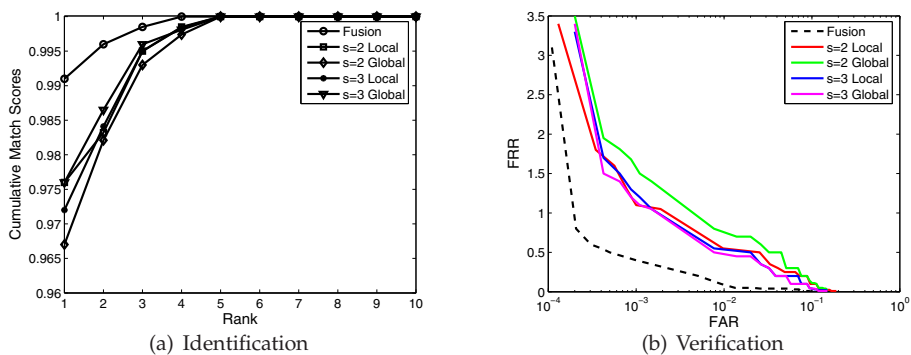 1
0.995
0.99
0.985
0.98
0.975
0.97
0.965
0.96
Cumulative Match Scores
1 2 3 4 5 6 7 8 9 10
Rank
Fusion
s=2 Local
s=2 Global
s=3 Local
s=3 Global
(a) Identification
3.5
3
2.5
2
1.5
1
0.5
0
FRR
10⁻⁴ 10⁻³ 10⁻² 10⁻¹ 10⁰
FAR
Fusion
s=2 Local
s=2 Global
s=3 Local
s=3 Global
(b) Verification